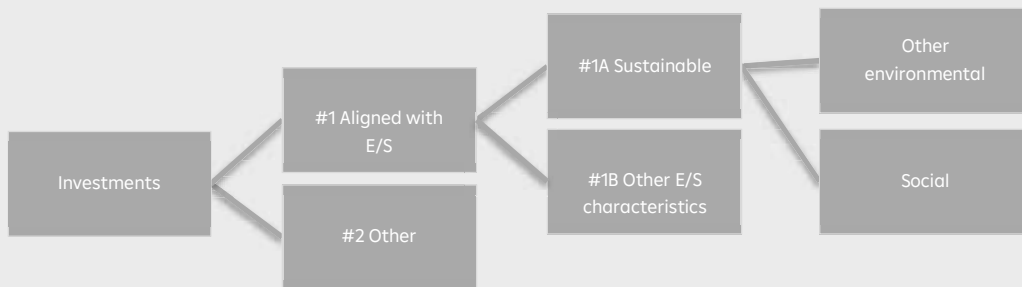 Investments
#1 Aligned with
E/S
#2 Other
#1A Sustainable
#1B Other E/S
characteristics
Other
environmental
Social